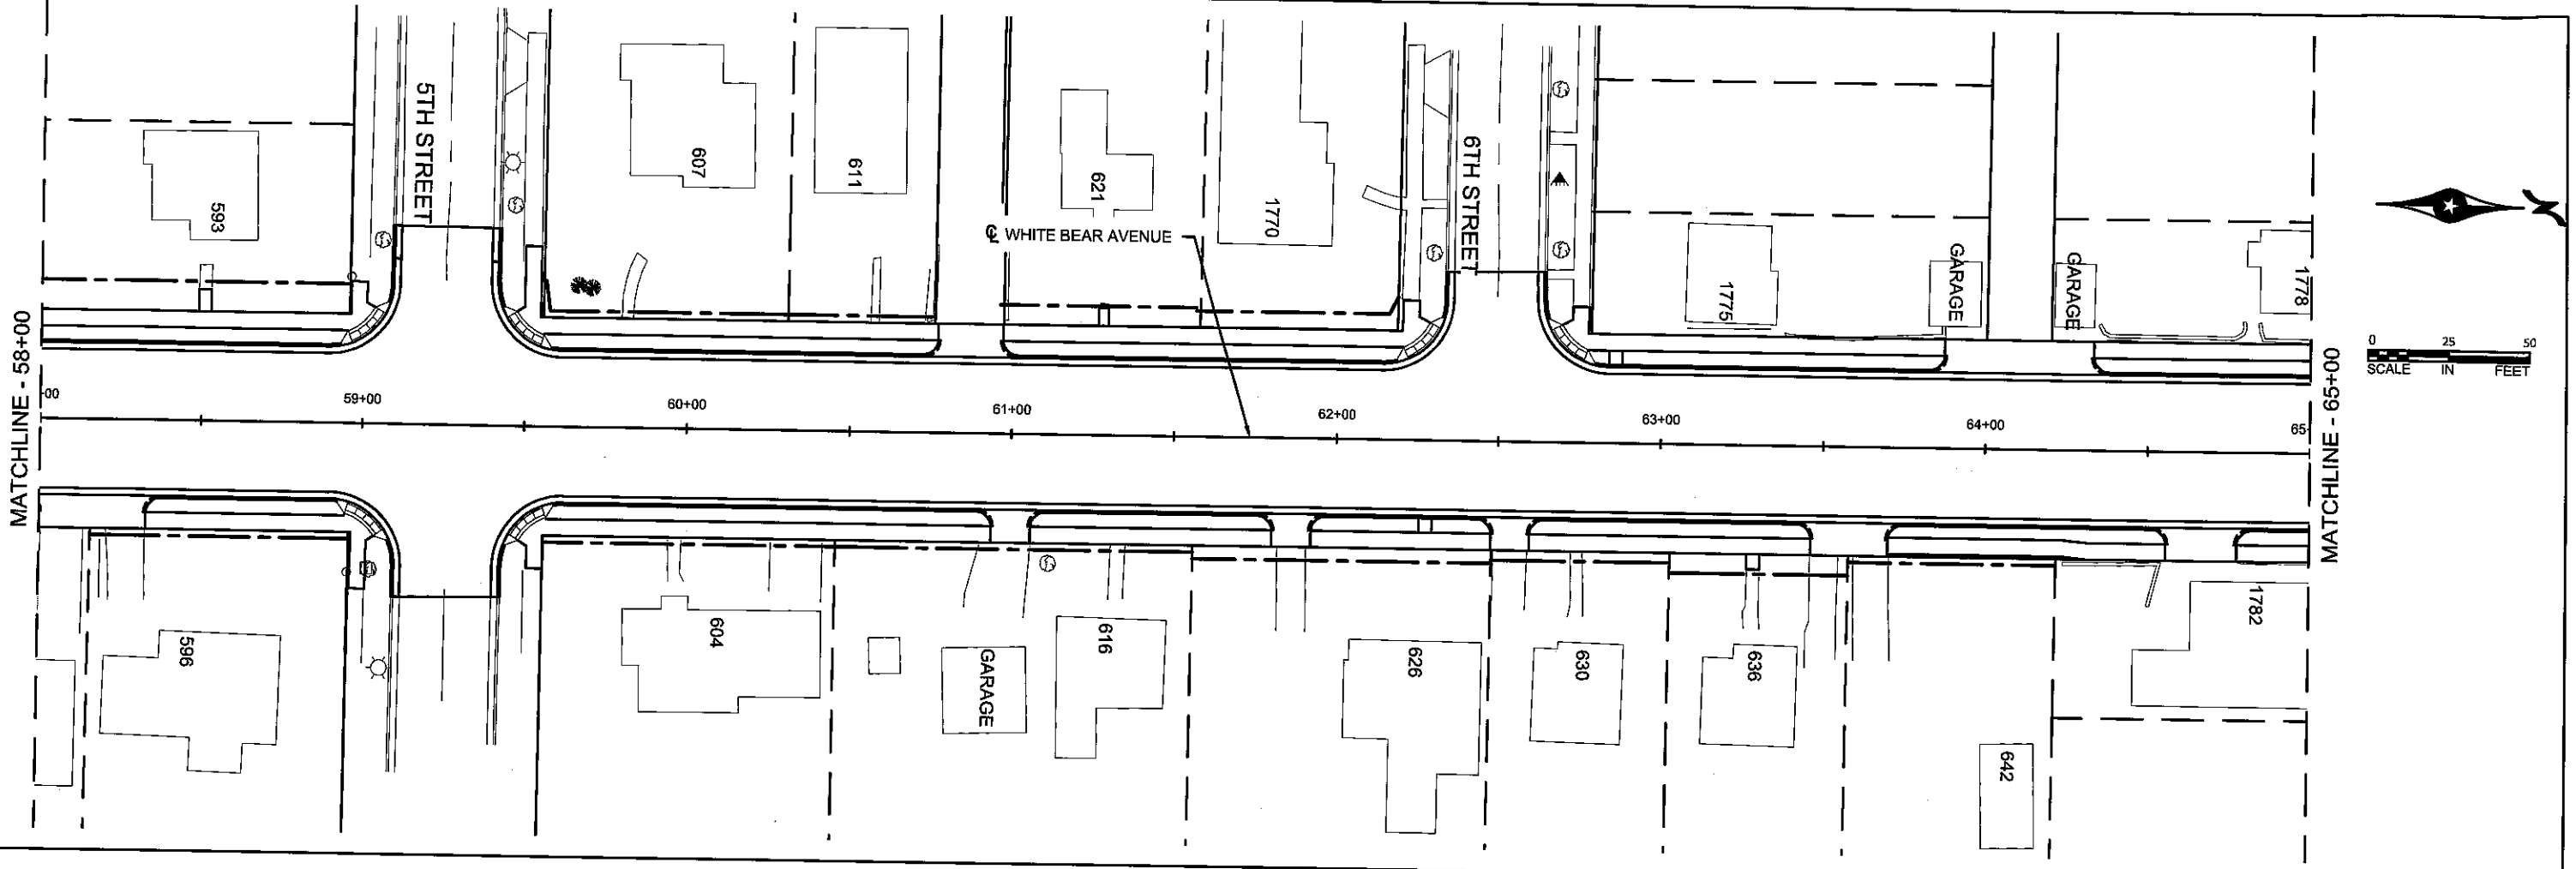 5TH STREET
593
607
611
621
1770
6TH STREET
1775
GARAGE
GARAGE
1778
N
℄ WHITE BEAR AVENUE
0 25 50
SCALE IN FEET
MATCHLINE - 58+00
MATCHLINE - 65+00
+00
59+00
60+00
61+00
62+00
63+00
64+00
65+
596
604
GARAGE
616
626
630
636
642
1782